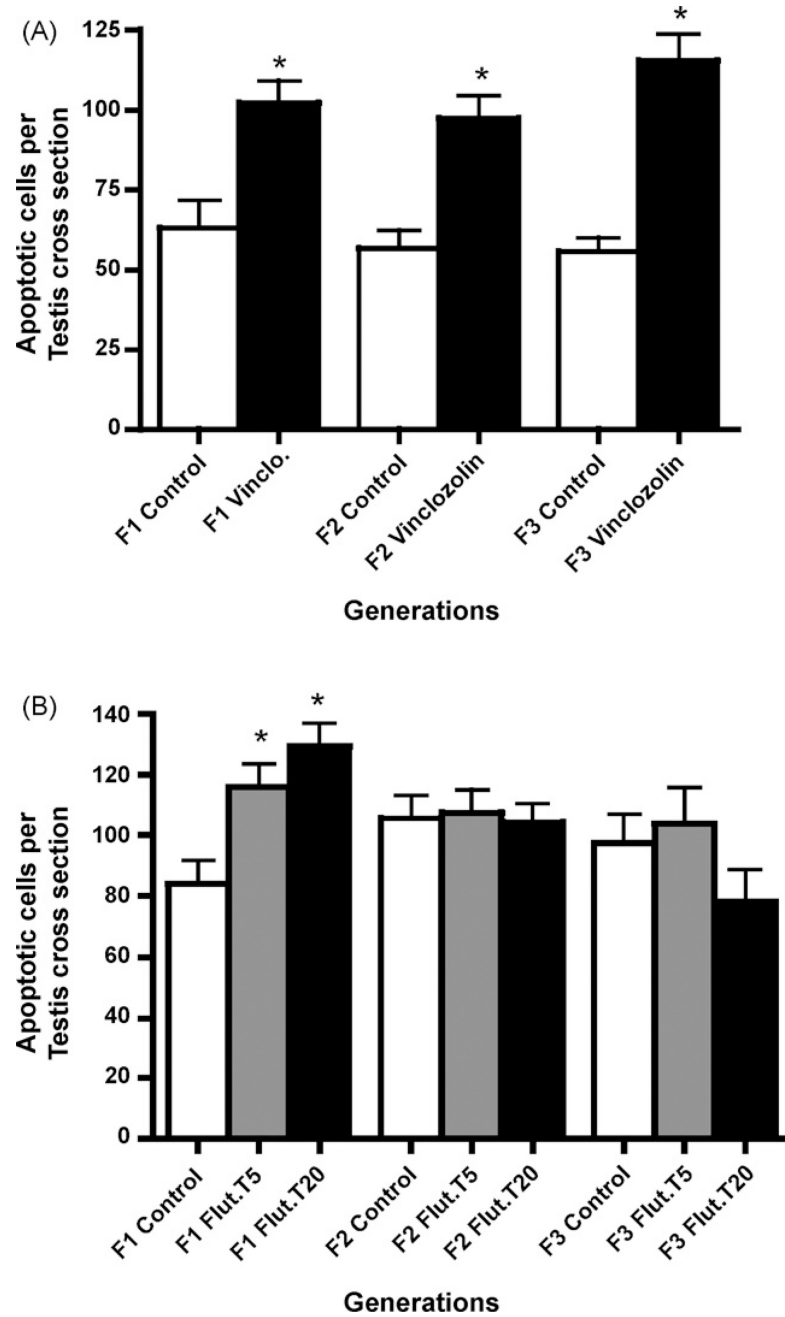 (A)
Apoptotic cells per
Testis cross section
125
100
75
50
25
0
*
*
*
F1 Control
F1 Vinclo.
F2 Control
F2 Vinclozolin
F3 Control
F3 Vinclozolin
Generations
(B)
Apoptotic cells per
Testis cross section
140
120
100
80
60
40
20
0
*
*
F1 Control
F1 Flut.T5
F1 Flut.T20
F2 Control
F2 Flut.T5
F2 Flut.T20
F3 Control
F3 Flut.T5
F3 Flut.T20
Generations